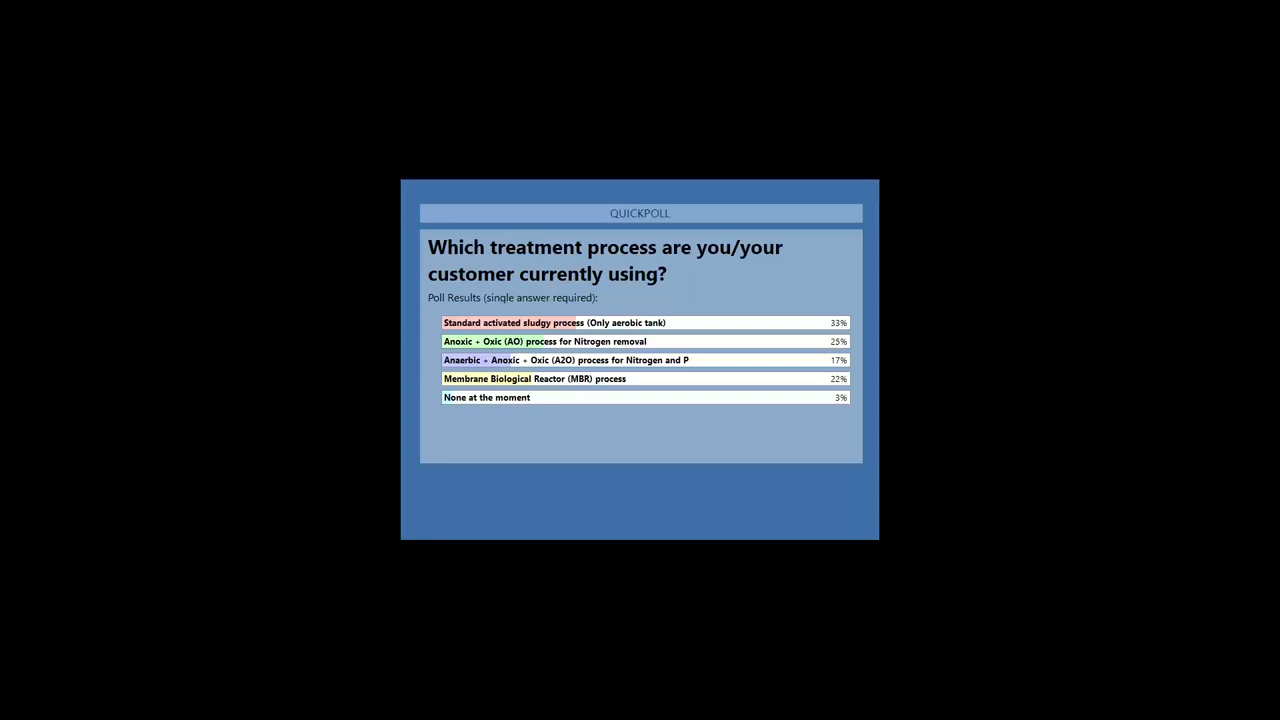 QUICKPOLL
Which treatment process are you/your
customer currently using?
Poll Results (single answer required):
Standard activated sludgy process (Only aerobic tank) 33%
Anoxic + Oxic (AO) process for Nitrogen removal 25%
Anaerbic + Anoxic + Oxic (A2O) process for Nitrogen and P 17%
Membrane Biological Reactor (MBR) process 22%
None at the moment 3%